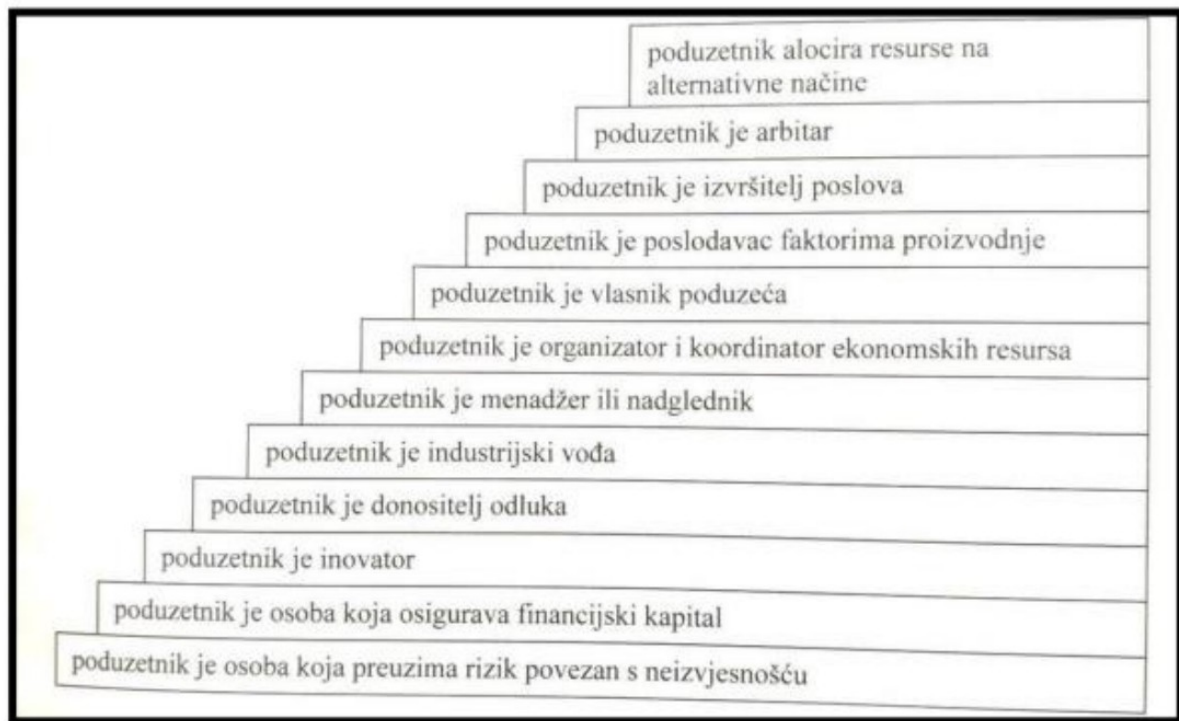 poduzetnik alocira resurse na
alternativne načine
poduzetnik je arbitar
poduzetnik je izvršitelj poslova
poduzetnik je poslodavac faktorima proizvodnje
poduzetnik je vlasnik poduzeća
poduzetnik je organizator i koordinator ekonomskih resursa
poduzetnik je menadžer ili nadglednik
poduzetnik je industrijski vođa
poduzetnik je donositelj odluka
poduzetnik je inovator
poduzetnik je osoba koja osigurava financijski kapital
poduzetnik je osoba koja preuzima rizik povezan s neizvjesnošću